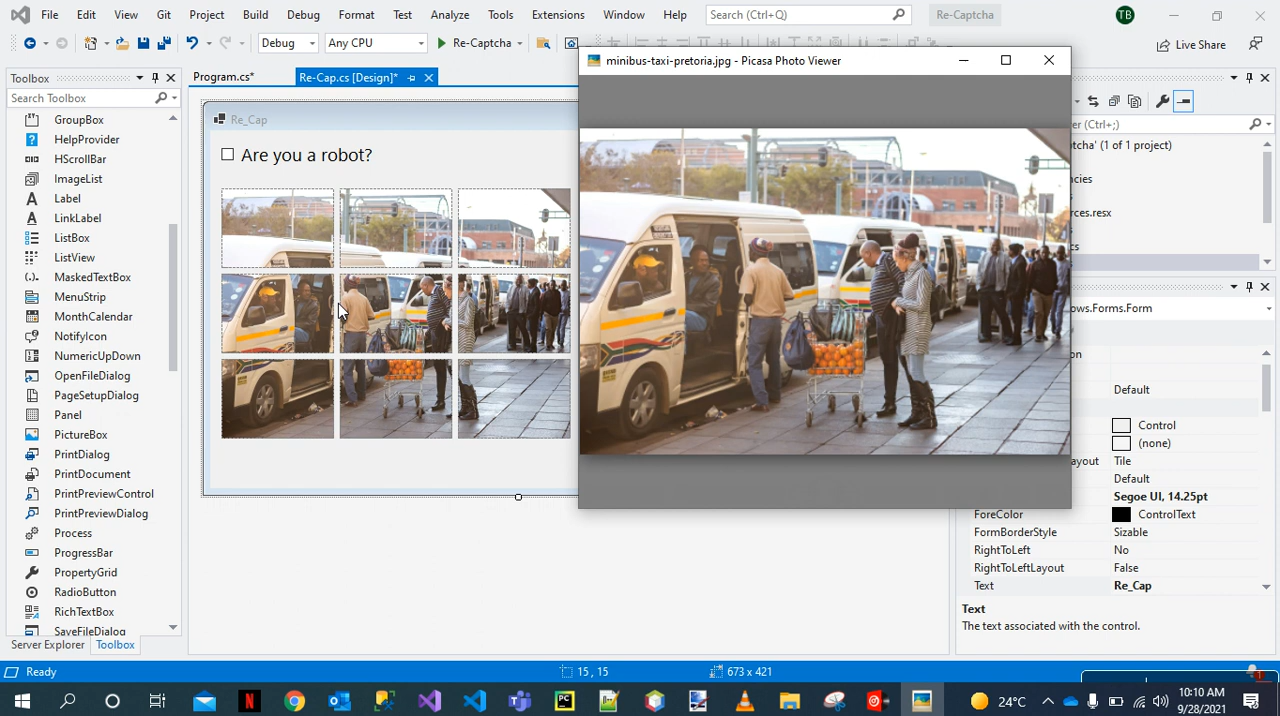 File Edit View Git Project Build Debug Format Test Analyze Tools Extensions Window Help Search (Ctrl+Q) Re-Captcha TB
Debug Any CPU Re-Captcha Live Share
Toolbox
Search Toolbox
GroupBox
HelpProvider
HScrollBar
ImageList
Label
LinkLabel
ListBox
ListView
MaskedTextBox
MenuStrip
MonthCalendar
NotifyIcon
NumericUpDown
OpenFileDialog
PageSetupDialog
Panel
PictureBox
PrintDialog
PrintDocument
PrintPreviewControl
PrintPreviewDialog
Process
ProgressBar
PropertyGrid
RadioButton
RichTextBox
SaveFileDialog
Server Explorer Toolbox
Program.cs* Re-Cap.cs [Design]*
Re_Cap
Are you a robot?
minibus-taxi-pretoria.jpg - Picasa Photo Viewer
er (Ctrl+;)
tcha' (1 of 1 project)
ncies
rces.resx
cs
ows.Forms.Form
on
Default
Control
(none)
ayout Tile
Default
Segoe UI, 14.25pt
ForeColor ControlText
FormBorderStyle Sizable
RightToLeft No
RightToLeftLayout False
Text Re_Cap
Text
The text associated with the control.
Ready 15 , 15 673 x 421 1
24°C 10:10 AM
9/28/2021